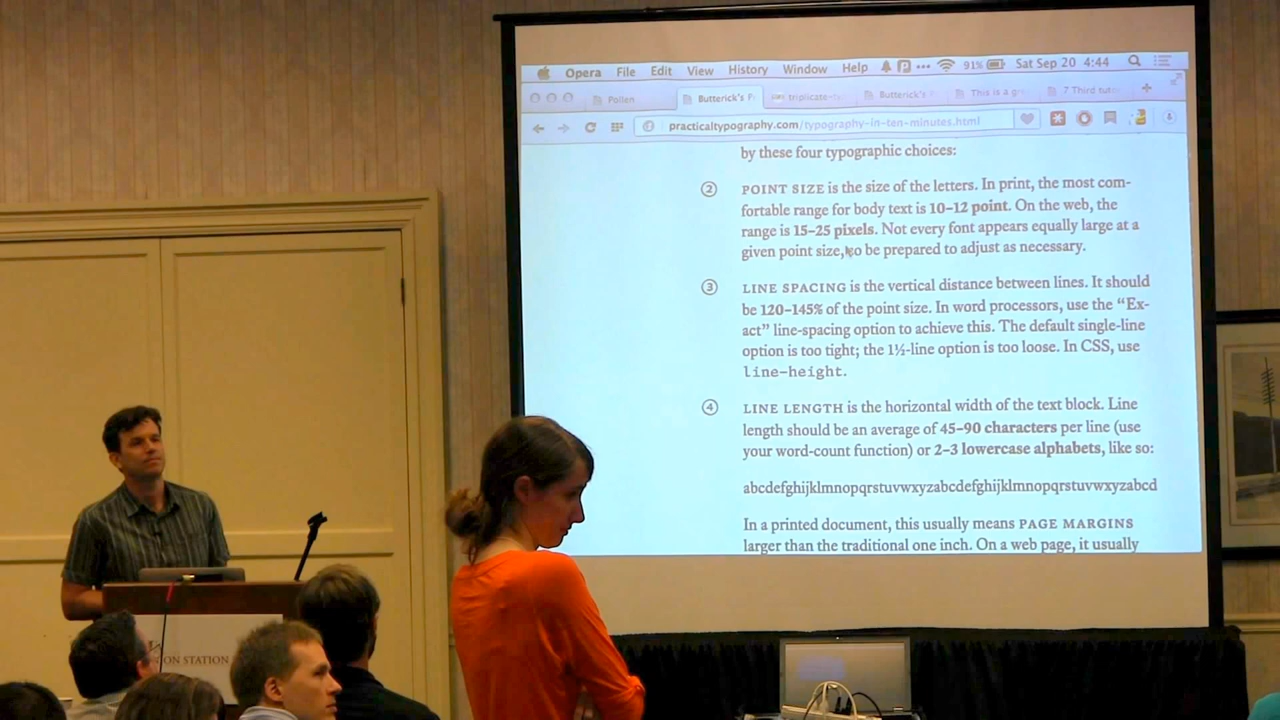 Opera File Edit View History Window Help 91% Sat Sep 20 4:44
Pollen Butterick's P triplicate- Butterick's This is a 7 Third
practicaltypography.com/typography-in-ten-minutes.html
by these four typographic choices:
② POINT SIZE is the size of the letters. In print, the most com-
fortable range for body text is 10–12 point. On the web, the
range is 15–25 pixels. Not every font appears equally large at a
given point size, so be prepared to adjust as necessary.
③ LINE SPACING is the vertical distance between lines. It should
be 120–145% of the point size. In word processors, use the “Ex-
act” line-spacing option to achieve this. The default single-line
option is too tight; the 1½-line option is too loose. In CSS, use
line-height.
④ LINE LENGTH is the horizontal width of the text block. Line
length should be an average of 45–90 characters per line (use
your word-count function) or 2–3 lowercase alphabets, like so:
abcdefghijklmnopqrstuvwxyzabcdefghijklmnopqrstuvwxyzabcd
In a printed document, this usually means PAGE MARGINS
larger than the traditional one inch. On a web page, it usually
ON STATION